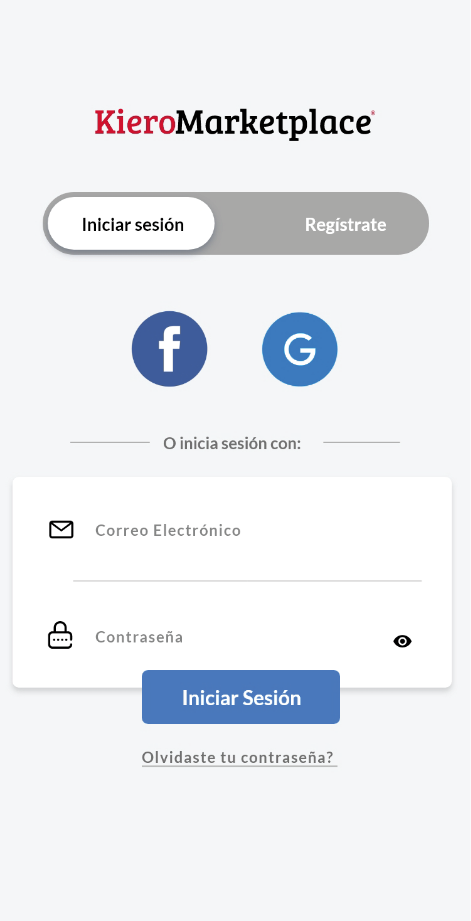 KieroMarketplace
Iniciar sesión
Regístrate
O inicia sesión con:
Correo Electrónico
Contraseña
Iniciar Sesión
Olvidaste tu contraseña?